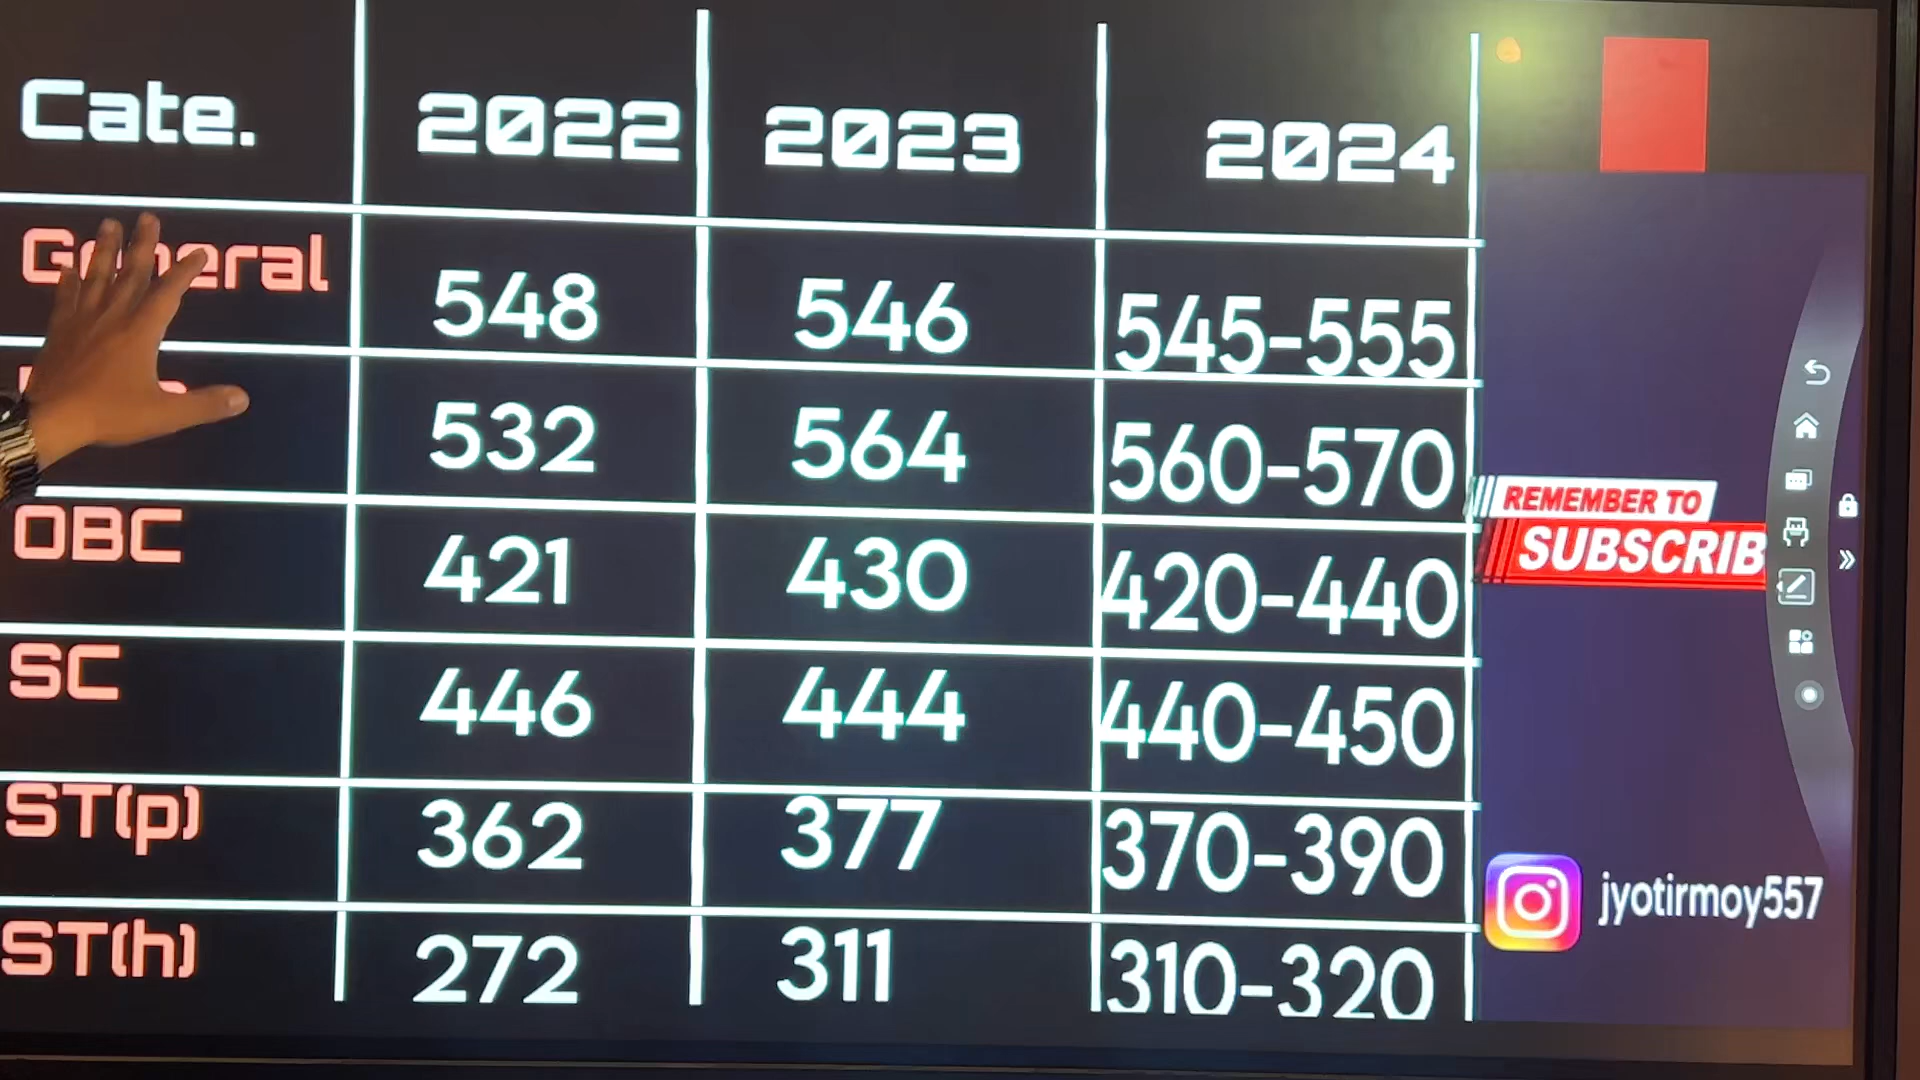 Cate. 2022 2023 2024
General 548 546 545-555
532 564 560-570
OBC 421 430 420-440
SC 446 444 440-450
ST(p) 362 377 370-390
ST(h) 272 311 310-320
REMEMBER TO
SUBSCRIB
jyotirmoy557